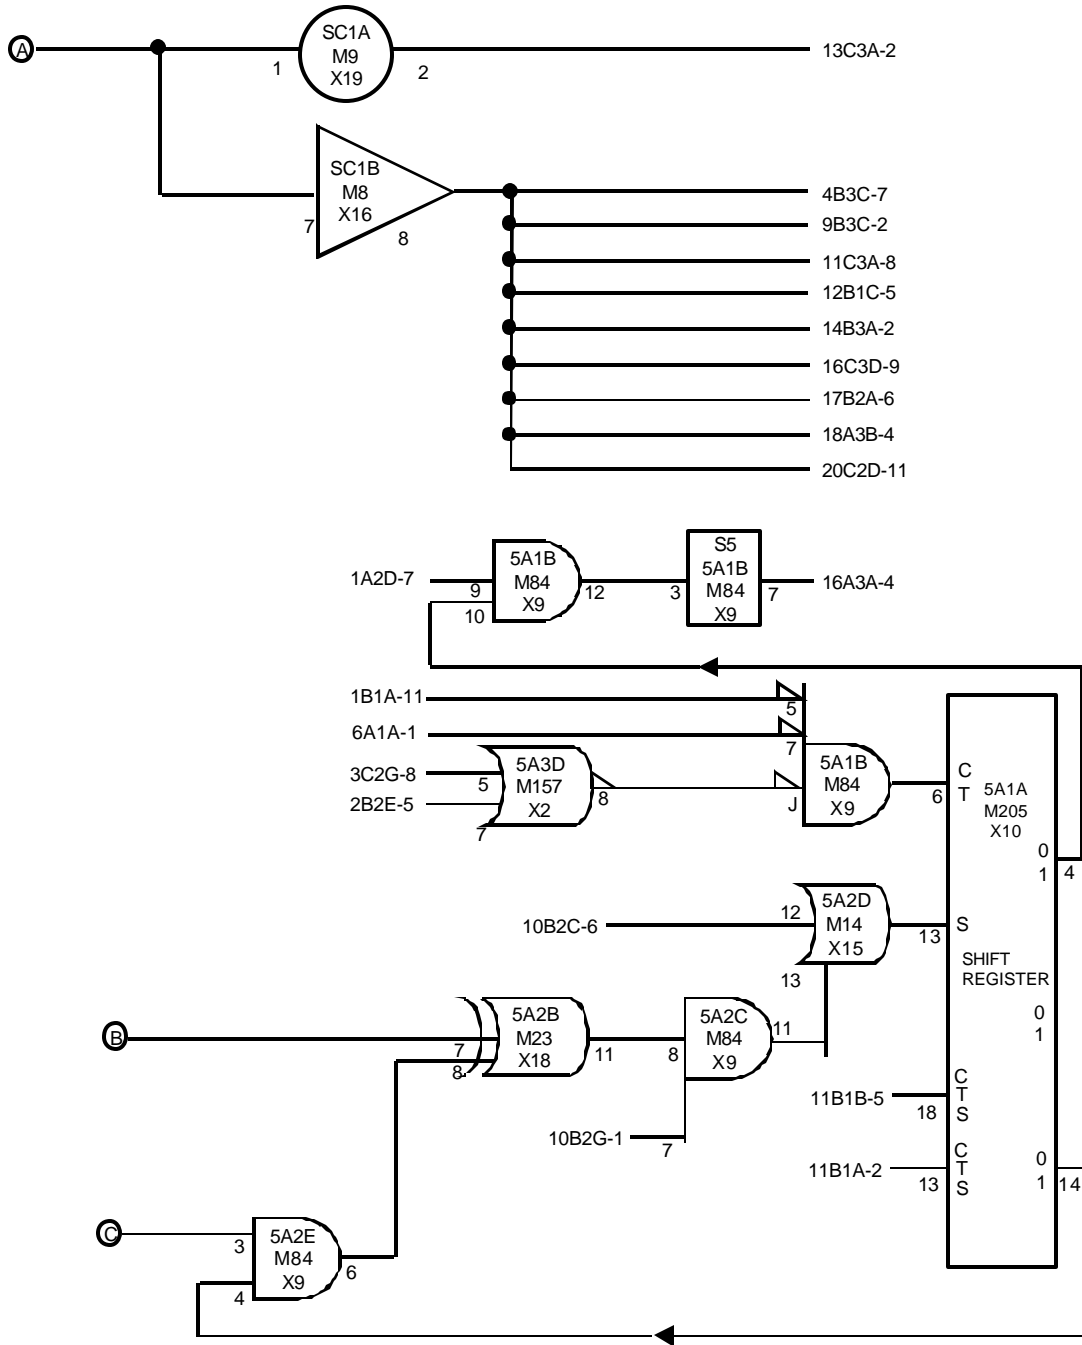 A
SC1A
M9
X19
1
2
13C3A-2
SC1B
M8
X16
7
8
4B3C-7
9B3C-2
11C3A-8
12B1C-5
14B3A-2
16C3D-9
17B2A-6
18A3B-4
20C2D-11
1A2D-7
9
10
5A1B
M84
X9
12
3
S5
5A1B
M84
X9
7
16A3A-4
1B1A-11
5
6A1A-1
7
3C2G-8
5
2B2E-5
7
5A3D
M157
X2
8
J
5A1B
M84
X9
6
C
T
5A1A
M205
X10
0
1
4
10B2C-6
12
13
5A2D
M14
X15
13
S
SHIFT
REGISTER
0
1
B
7
8
5A2B
M23
X18
11
8
5A2C
M84
X9
11
10B2G-1
7
11B1B-5
18
C
T
S
11B1A-2
13
C
T
S
0
1
14
C
3
4
5A2E
M84
X9
6